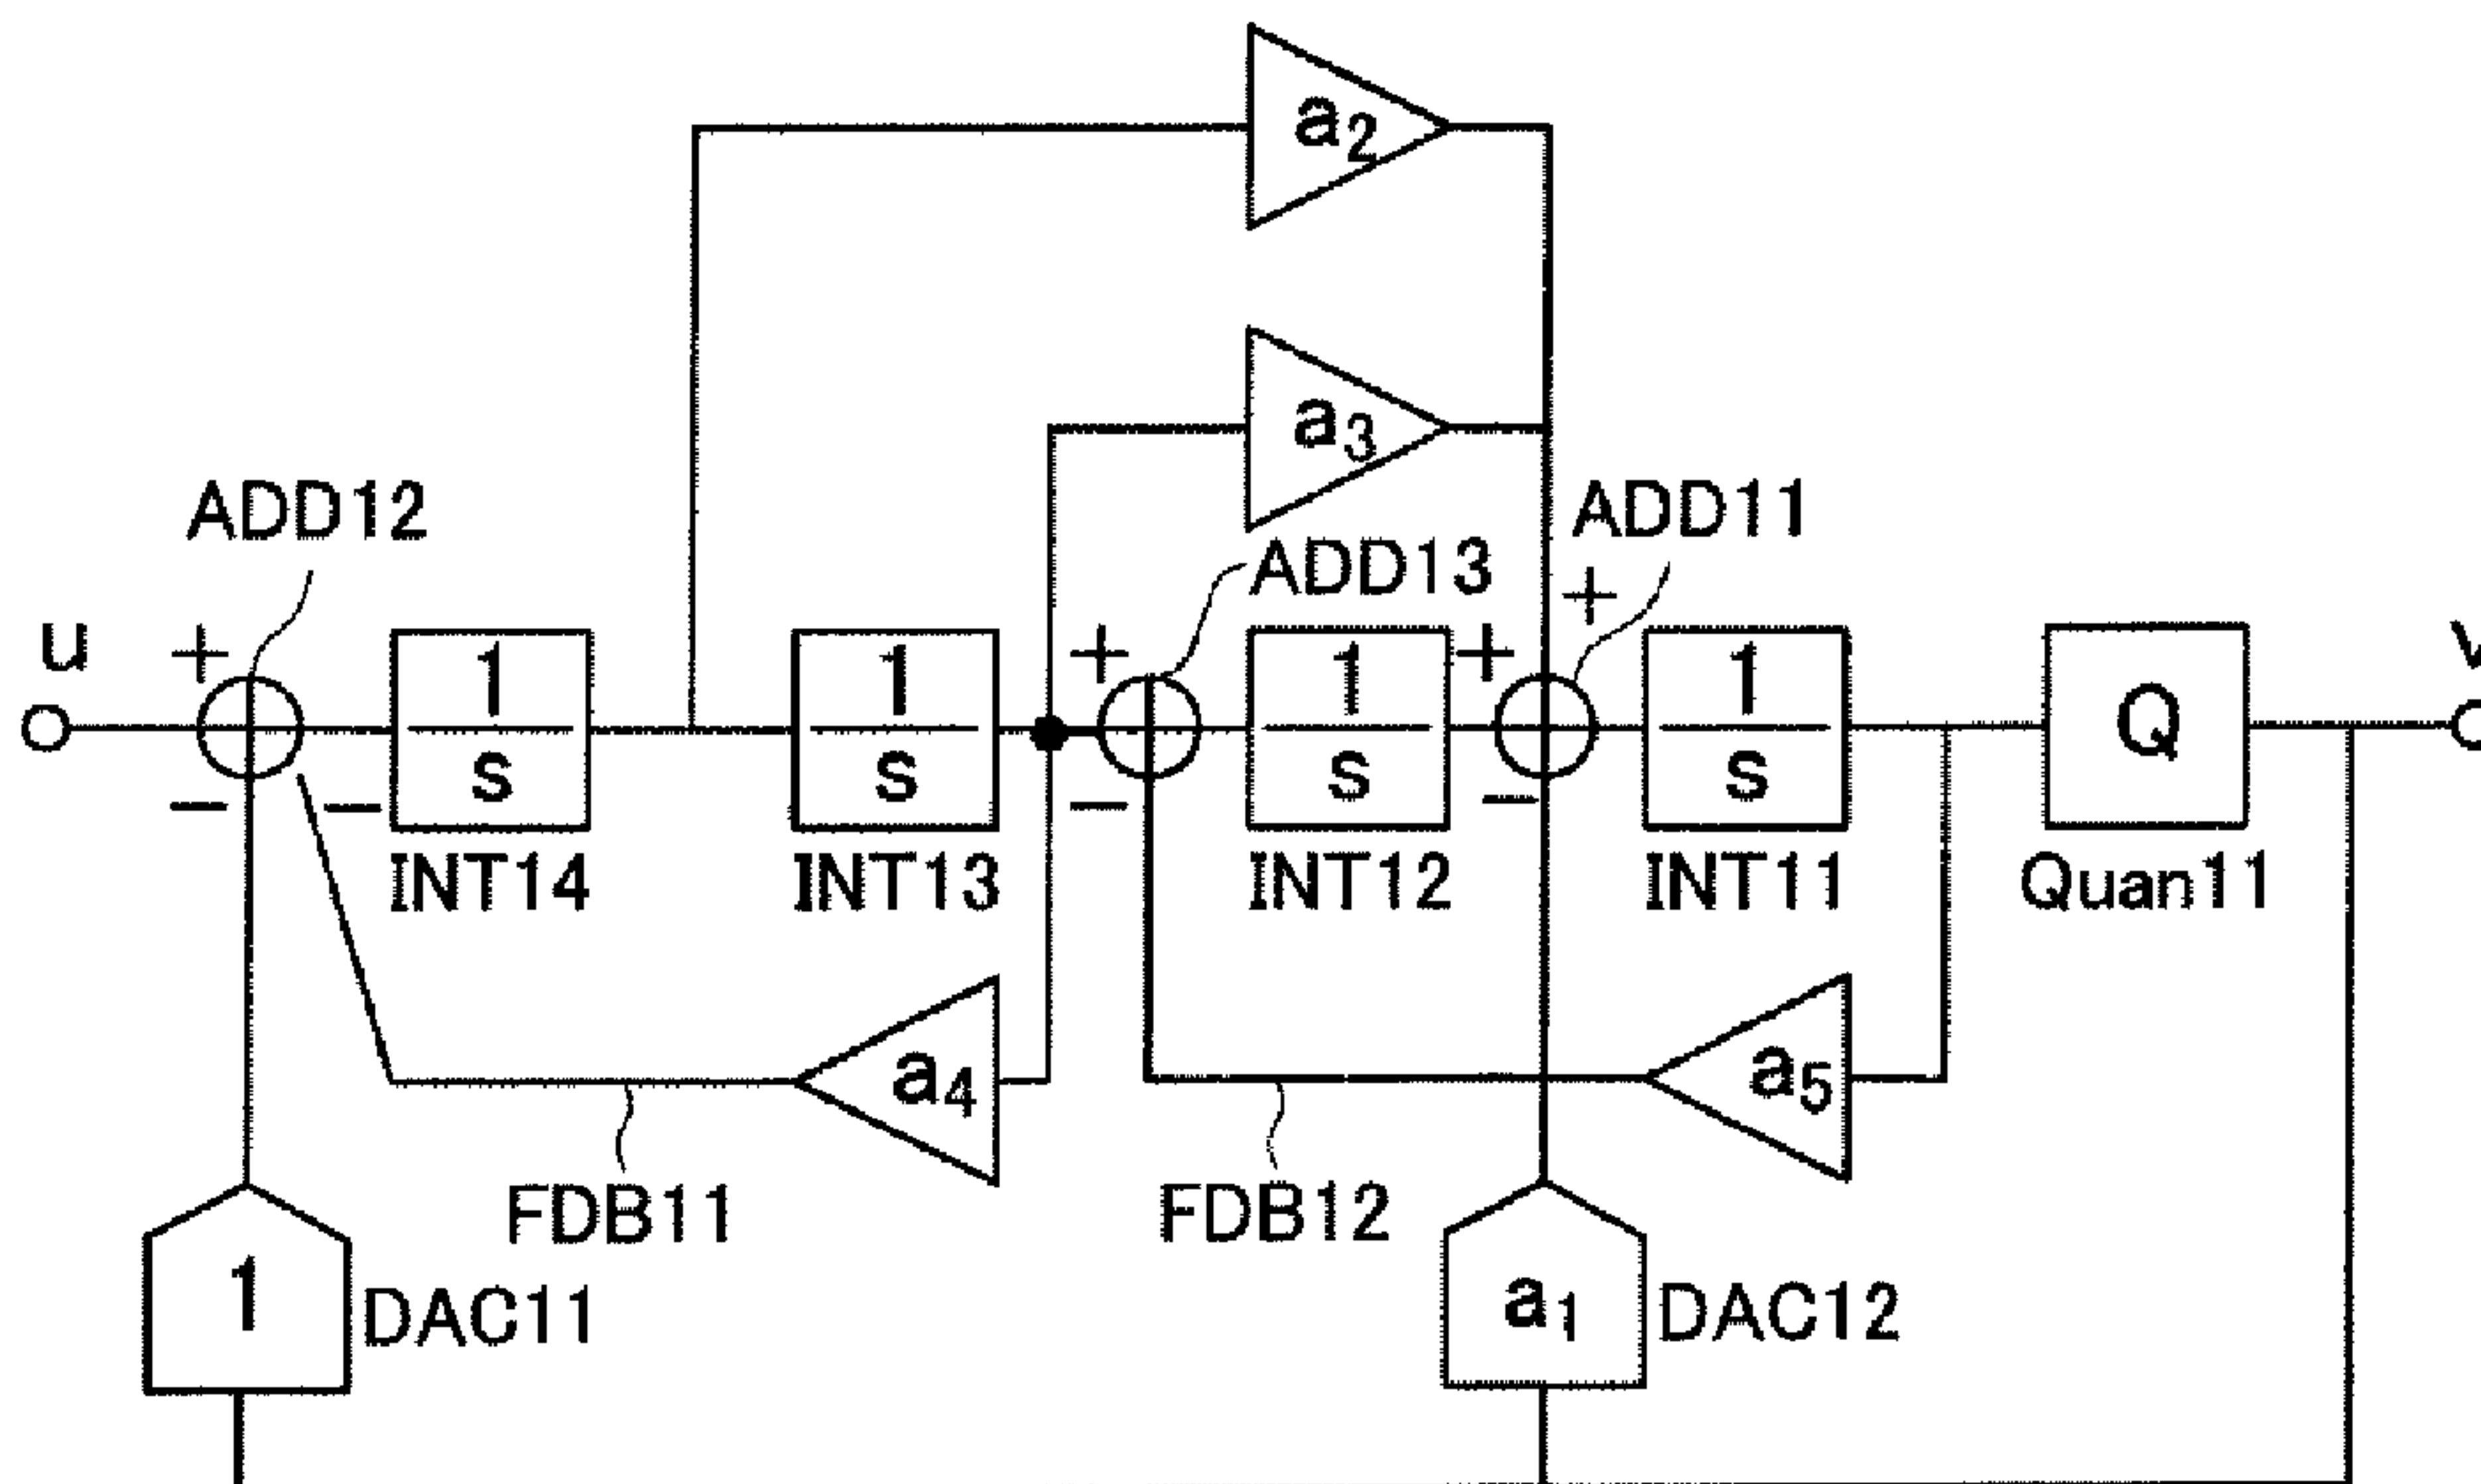 a2
a3
ADD12
ADD13
ADD11
+
u
+
+
+
v
1
s
1
s
1
s
1
s
Q
−
−
−
−
INT14
INT13
INT12
INT11
Quan11
a4
a5
FDB11
FDB12
1
DAC11
a1
DAC12